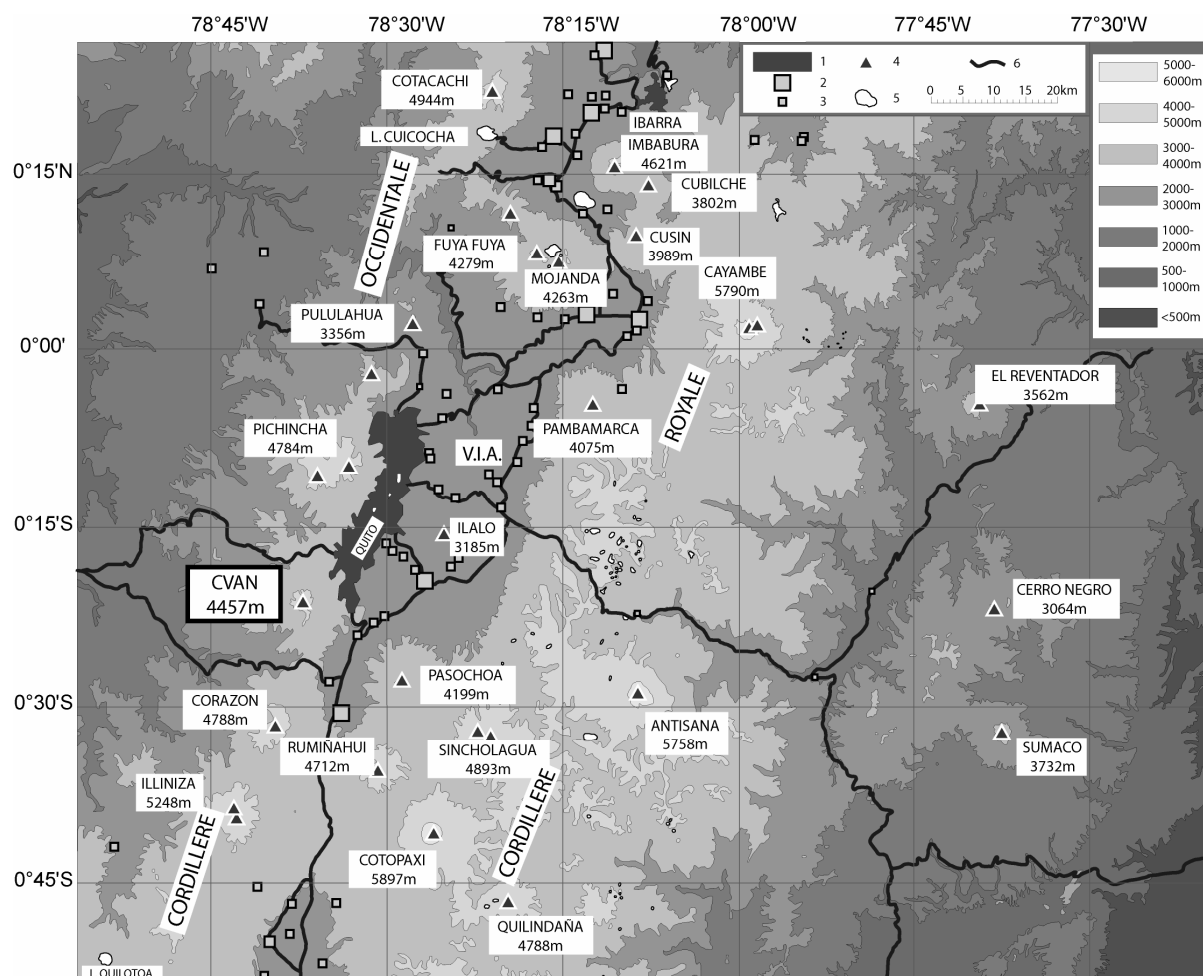 78°45'W
78°30'W
78°15'W
78°00'W
77°45'W
77°30'W
1
2
3
4
5
6
0 5 10 15 20km
5000-
6000m
4000-
5000m
3000-
4000m
2000-
3000m
1000-
2000m
500-
1000m
<500m
COTACACHI
4944m
L. CUICOCHA
IBARRA
IMBABURA
4621m
0°15'N
CUBILCHE
3802m
OCCIDENTALE
FUYA FUYA
4279m
CUSIN
3989m
MOJANDA
4263m
CAYAMBE
5790m
PULULAHUA
3356m
0°00'
EL REVENTADOR
3562m
ROYALE
PICHINCHA
4784m
PAMBAMARCA
4075m
V.I.A.
0°15'S
QUITO
ILALO
3185m
CVAN
4457m
CERRO NEGRO
3064m
PASOCHOA
4199m
CORAZON
4788m
0°30'S
ANTISANA
5758m
RUMIÑAHUI
4712m
SINCHOLAGUA
4893m
SUMACO
3732m
ILLINIZA
5248m
CORDILLERE
CORDILLERE
COTOPAXI
5897m
0°45'S
QUILINDAÑA
4788m
L. QUILOTOA